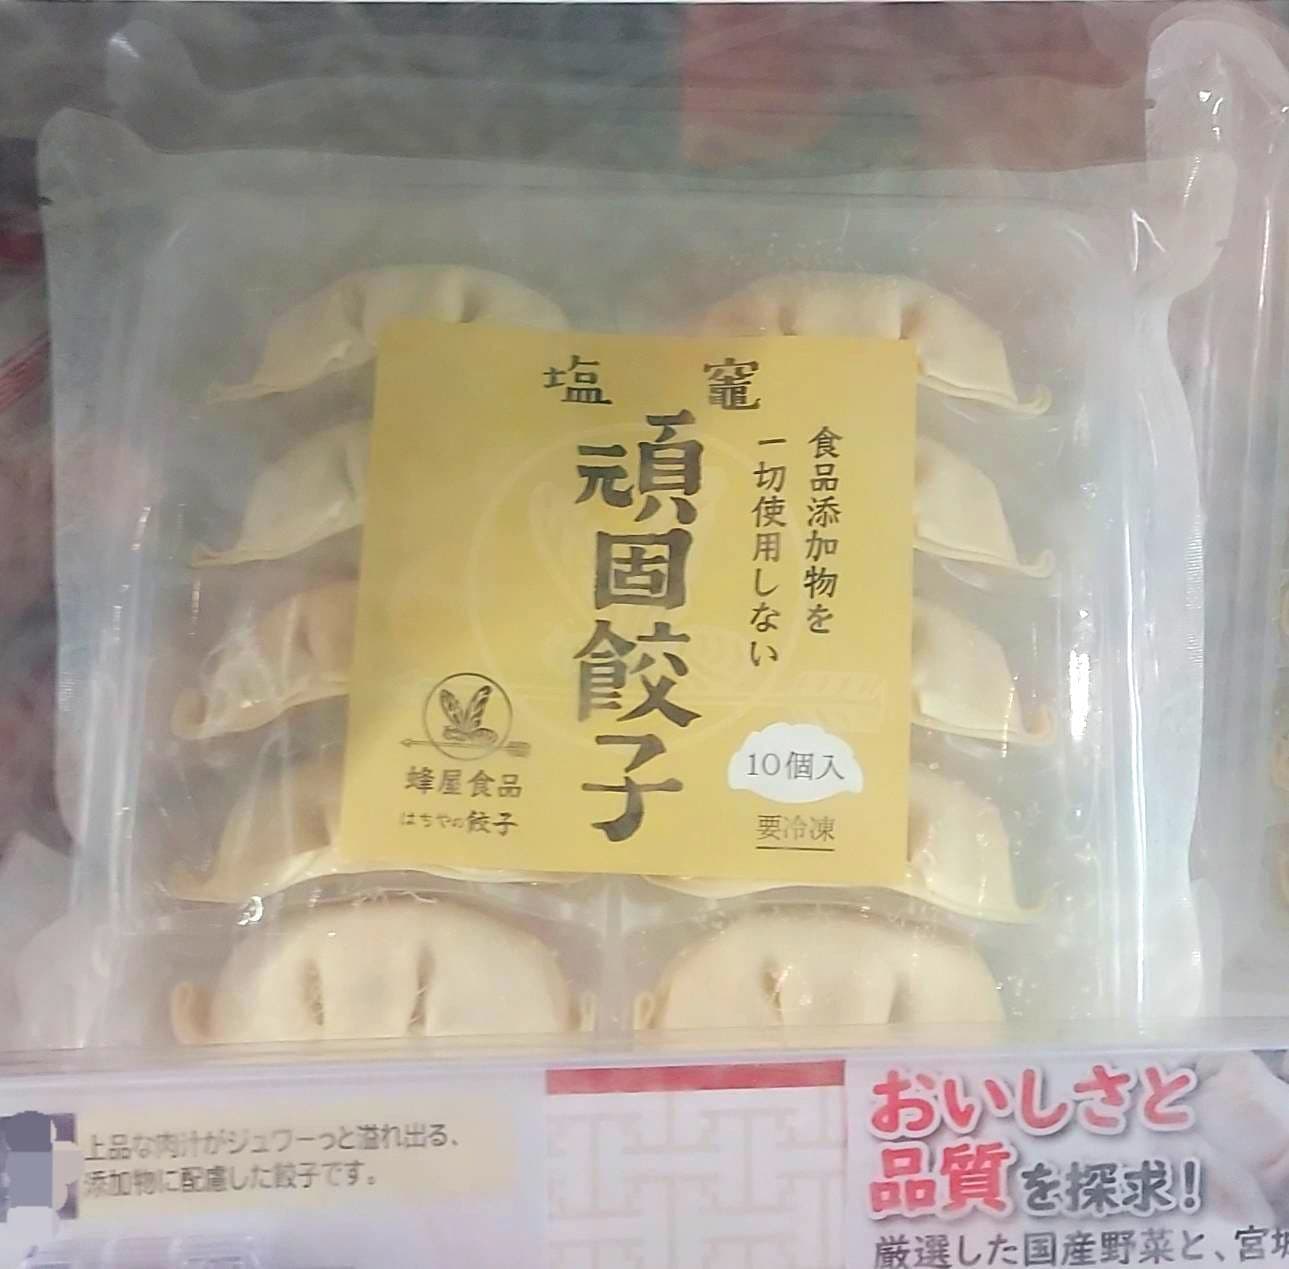 塩竈
頑固餃子
食品添加物を
一切使用しない
10個入
要冷凍
蜂屋食品
はちやの餃子
上品な肉汁がジュワーっと溢れ出る、
添加物に配慮した餃子です。
おいしさと
品質を探求!
厳選した国産野菜と、宮城